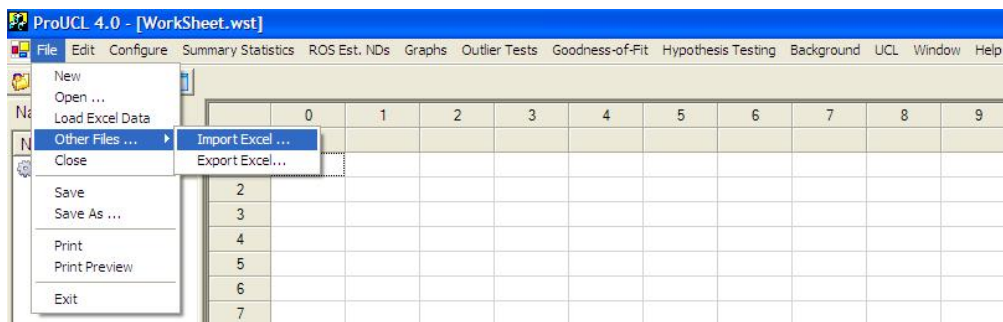 ProUCL 4.0 - [WorkSheet.wst]
File Edit Configure Summary Statistics ROS Est. NDs Graphs Outlier Tests Goodness-of-Fit Hypothesis Testing Background UCL Window Help
New
Open ...
Load Excel Data
Other Files ...
Close
Save
Save As ...
Print
Print Preview
Exit
Import Excel ...
Export Excel...
Na
N
0 1 2 3 4 5 6 7 8 9
2
3
4
5
6
7